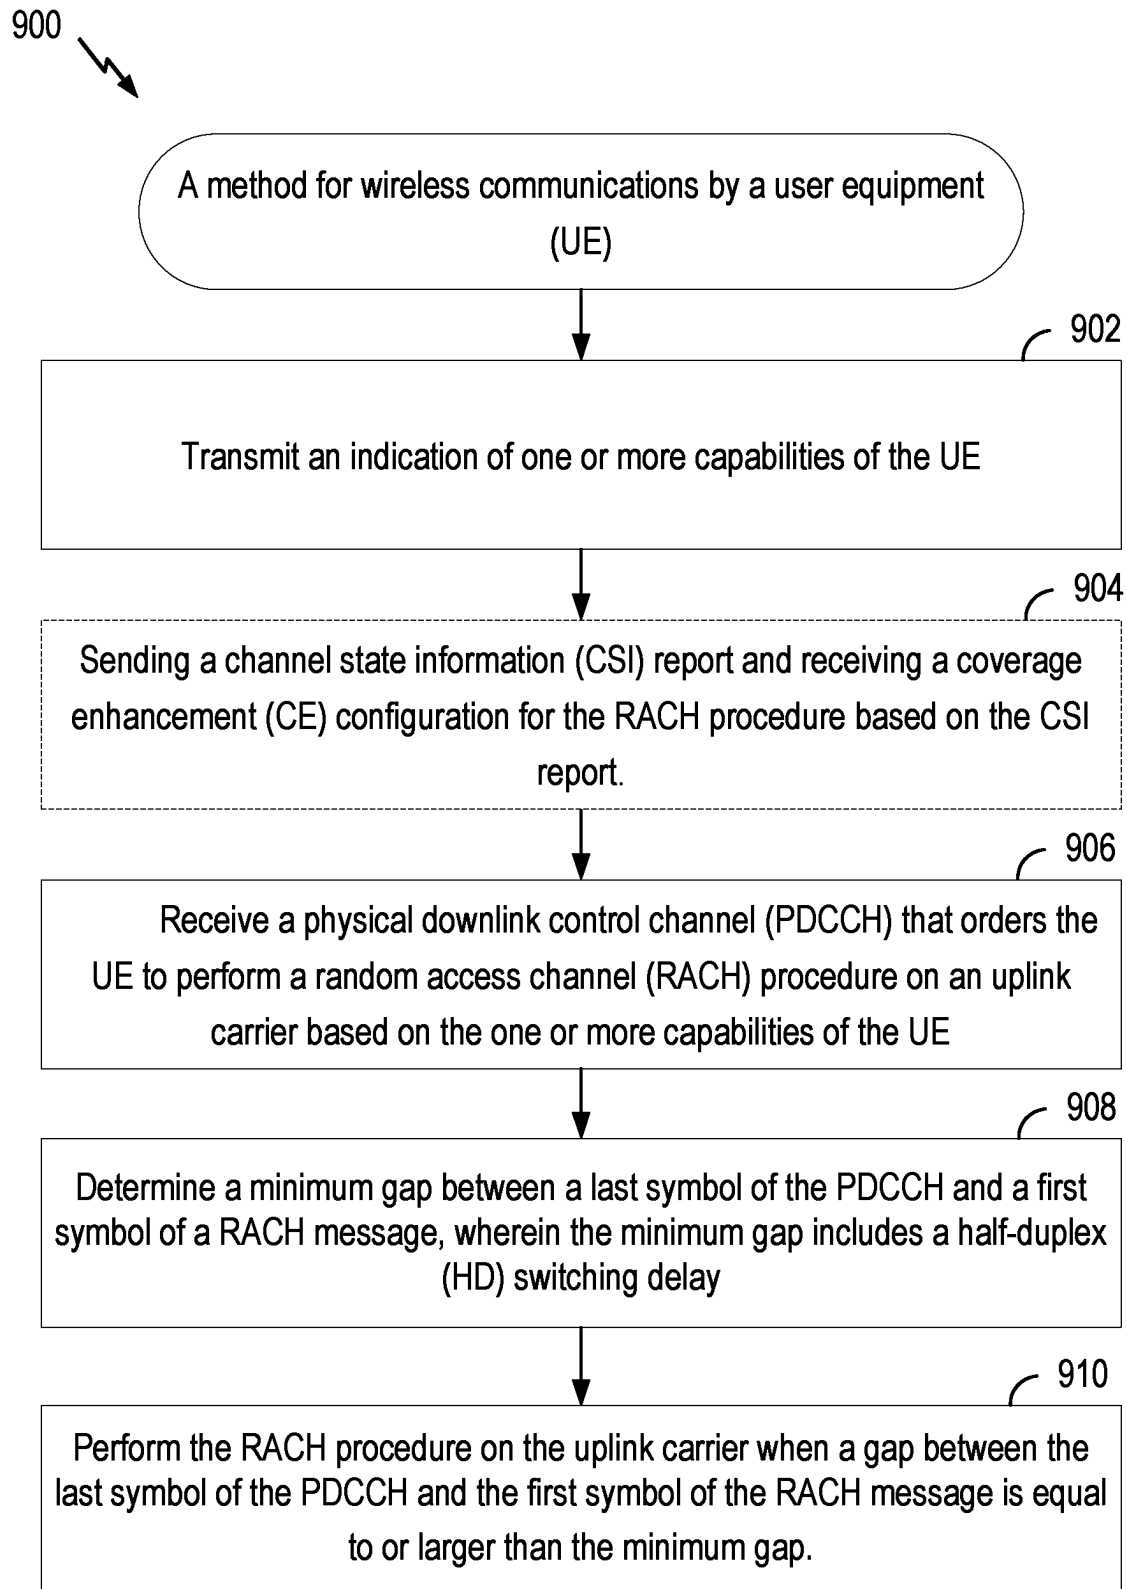 900
A method for wireless communications by a user equipment
(UE)
902
Transmit an indication of one or more capabilities of the UE
904
Sending a channel state information (CSI) report and receiving a coverage
enhancement (CE) configuration for the RACH procedure based on the CSI
report.
906
Receive a physical downlink control channel (PDCCH) that orders the
UE to perform a random access channel (RACH) procedure on an uplink
carrier based on the one or more capabilities of the UE
908
Determine a minimum gap between a last symbol of the PDCCH and a first
symbol of a RACH message, wherein the minimum gap includes a half-duplex
(HD) switching delay
910
Perform the RACH procedure on the uplink carrier when a gap between the
last symbol of the PDCCH and the first symbol of the RACH message is equal
to or larger than the minimum gap.